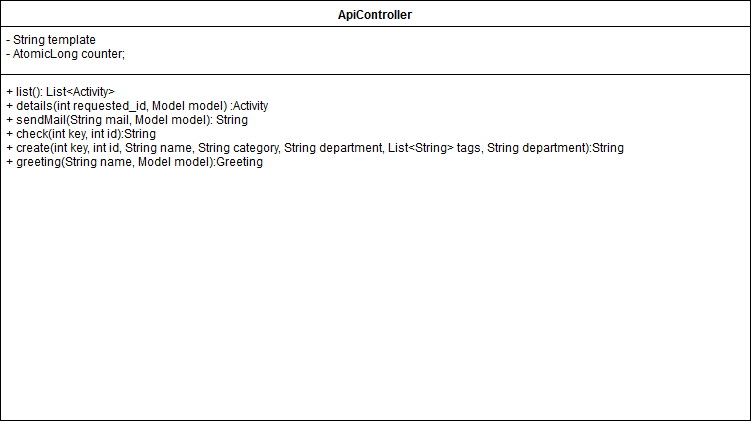 ApiController
- String template
- AtomicLong counter;
+ list(): List<Activity>
+ details(int requested_id, Model model) :Activity
+ sendMail(String mail, Model model): String
+ check(int key, int id):String
+ create(int key, int id, String name, String category, String department, List<String> tags, String department):String
+ greeting(String name, Model model):Greeting